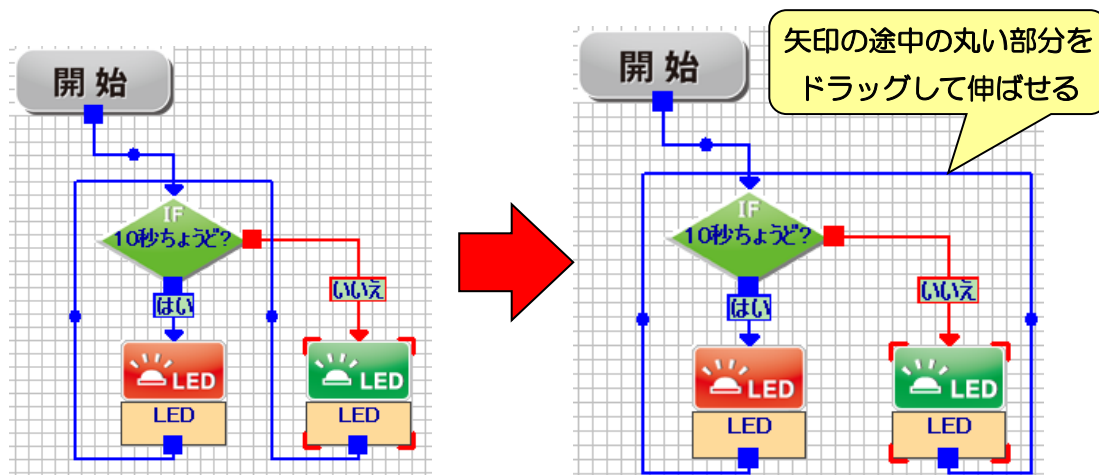 開始
IF
10秒ちょうど?
はい
いいえ
LED
LED
LED
LED
矢印の途中の丸い部分を
ドラッグして伸ばせる
開始
IF
10秒ちょうど?
はい
いいえ
LED
LED
LED
LED